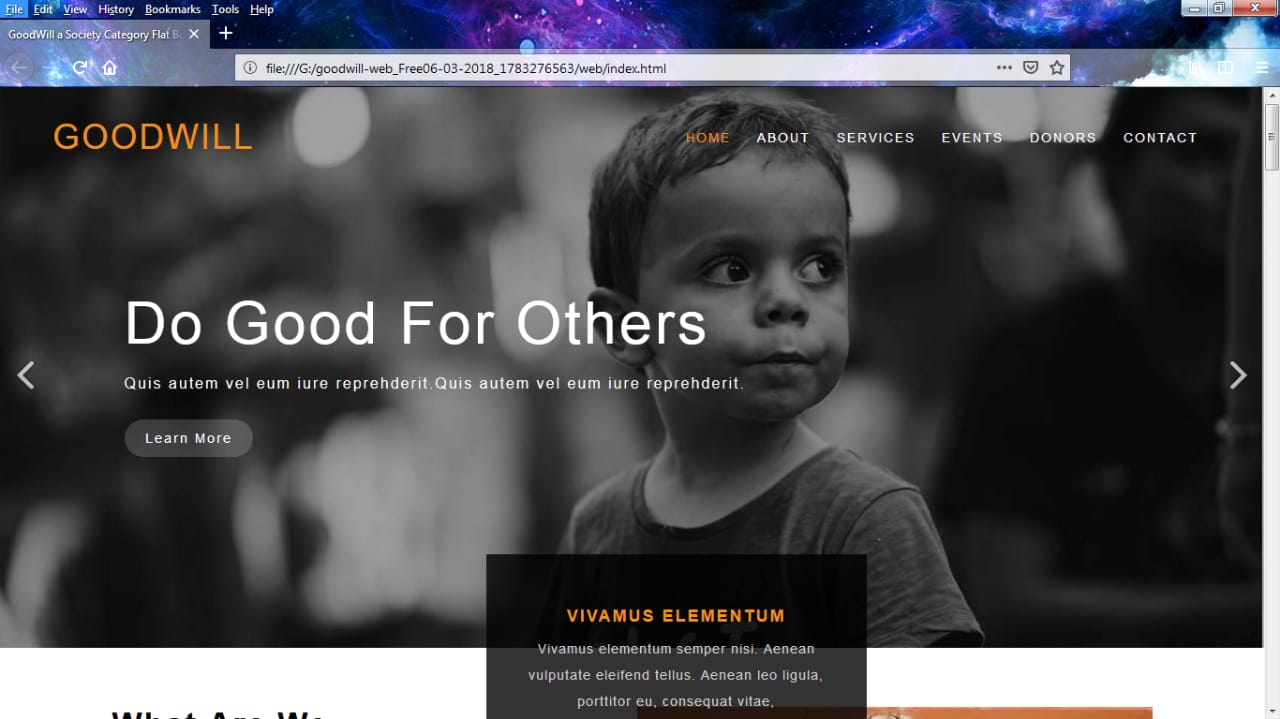 File Edit View History Bookmarks Tools Help
GoodWill a Society Category Flat B
file:///G:/goodwill-web_Free06-03-2018_1783276563/web/index.html
GOODWILL
HOME ABOUT SERVICES EVENTS DONORS CONTACT
Do Good For Others
Quis autem vel eum iure reprehderit.Quis autem vel eum iure reprehderit.
Learn More
VIVAMUS ELEMENTUM
Vivamus elementum semper nisi. Aenean
vulputate eleifend tellus. Aenean leo ligula,
porttitor eu, consequat vitae,
What Are We